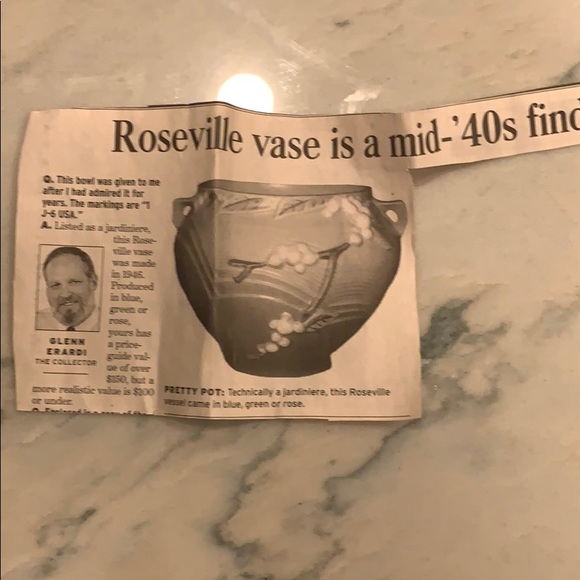 Roseville vase is a mid-'40s find
Q. This bowl was given to me
after I had admired it for
years. The markings are "1
J-6 USA."
A. Listed as a jardiniere,
this Rose-
ville vase
was made
in 1946.
Produced
in blue,
green or
rose,
yours has
a price-
guide val-
ue of over
$150, but a
more realistic value is $100
or under.
GLENN
ERARDI
THE COLLECTOR
PRETTY POT: Technically a jardiniere, this Roseville
vessel came in blue, green or rose.